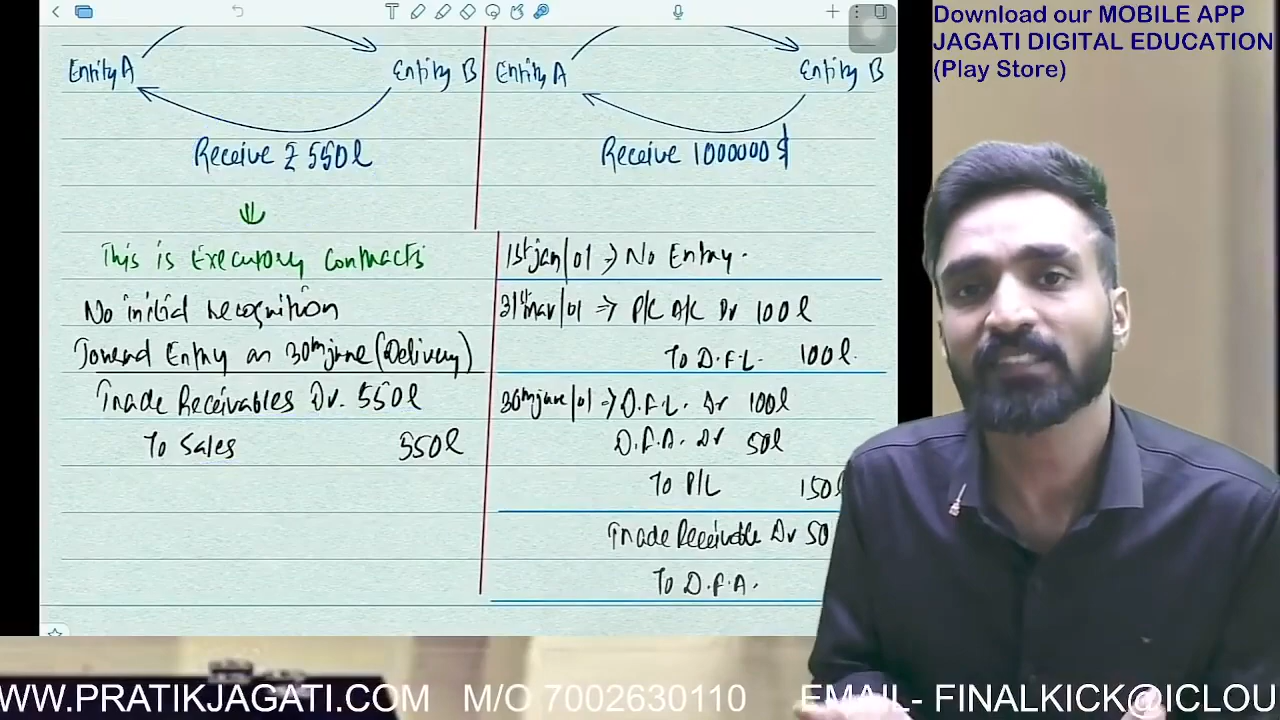 Download our MOBILE APP
JAGATI DIGITAL EDUCATION
(Play Store)
Entity A
Entity B
Receive ₹ 550l
This is Executory contracts
No initial recognition
Entry on 30th June (Delivery)
Trade Receivables Dr. 550l
To Sales 550l
Entity A
Entity B
Receive 1000000 $
1st Jan/01 ⇒ No Entry.
31st Mar/01 ⇒ P/L A/C Dr 100l
To D.F.L. 100l.
30th June/01 ⇒ D.F.L. Dr 100l
D.F.A. Dr 50l
To P/L 150l
Trade Receivable Dr 50
To D.F.A.
WWW.PRATIKJAGATI.COM M/O 7002630110 EMAIL- FINALKICK@ICLOU